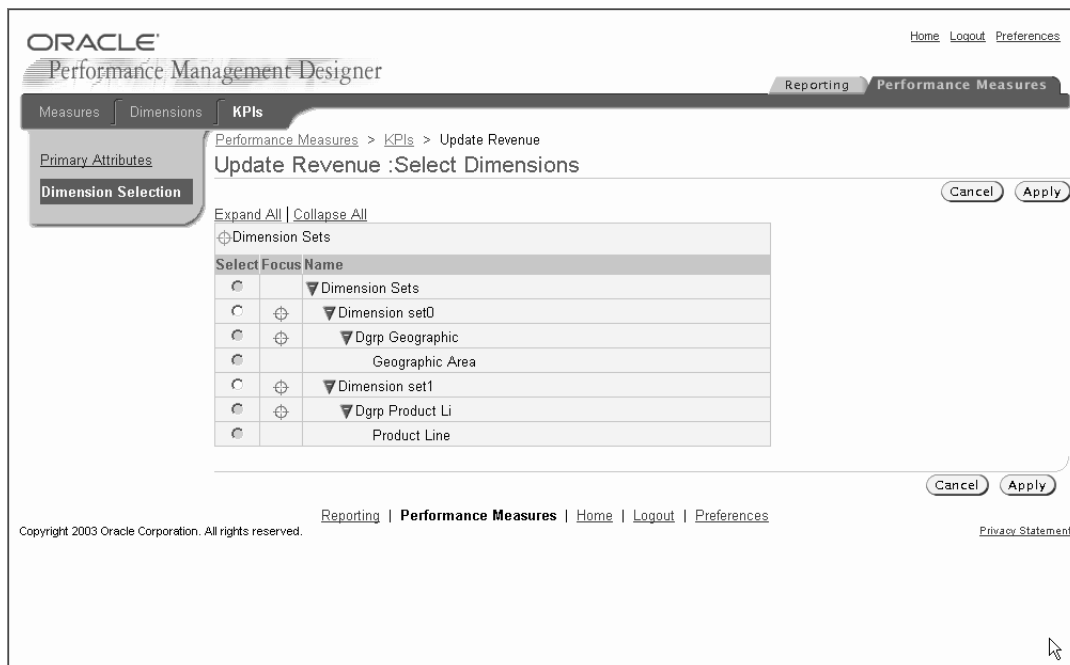 ORACLE
Home Logout Preferences
Performance Management Designer
Reporting Performance Measures
Measures Dimensions KPIs
Performance Measures > KPIs > Update Revenue
Primary Attributes
Update Revenue :Select Dimensions
Dimension Selection
Cancel Apply
Expand All | Collapse All
Dimension Sets
Select Focus Name
Dimension Sets
Dimension set0
Dgrp Geographic
Geographic Area
Dimension set1
Dgrp Product Li
Product Line
Cancel Apply
Reporting | Performance Measures | Home | Logout | Preferences
Copyright 2003 Oracle Corporation. All rights reserved.
Privacy Statement